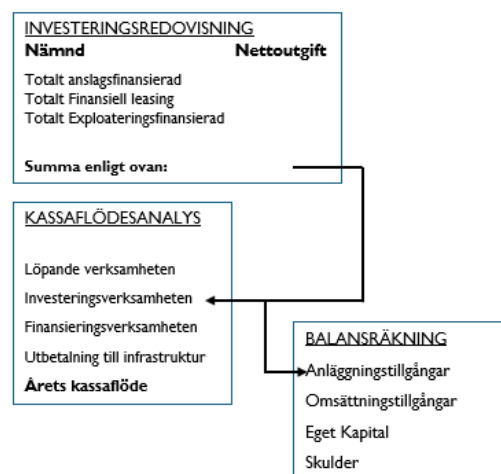 INVESTERINGSREDOVISNING
Nämnd Nettoutgift
Totalt anslagsfinansierad
Totalt Finansiell leasing
Totalt Exploateringsfinansierad
Summa enligt ovan:
KASSAFLÖDESANALYS
Löpande verksamheten
Investeringsverksamheten
Finansieringsverksamheten
Utbetalning till infrastruktur
Årets kassaflöde
BALANSRÄKNING
Anläggningstillgångar
Omsättningstillgångar
Eget Kapital
Skulder